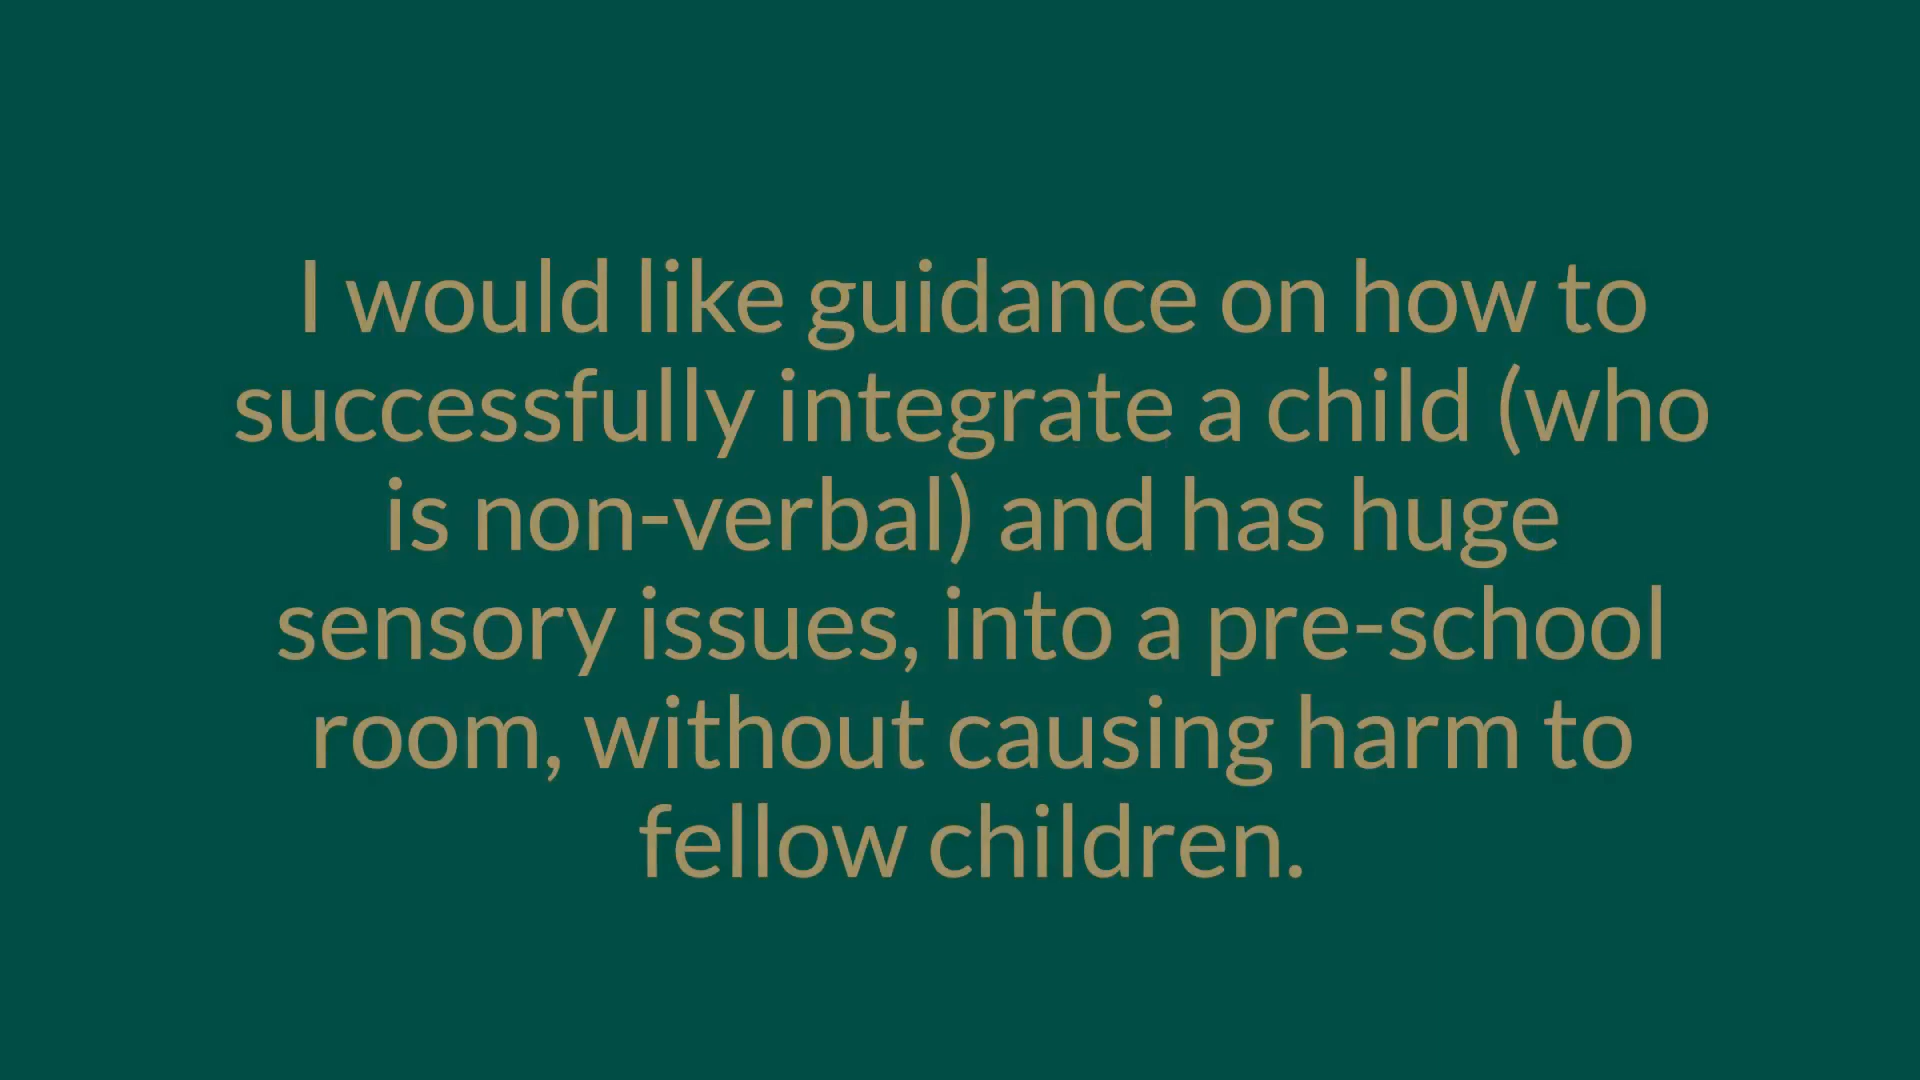 I would like guidance on how to
successfully integrate a child (who
is non-verbal) and has huge
sensory issues, into a pre-school
room, without causing harm to
fellow children.